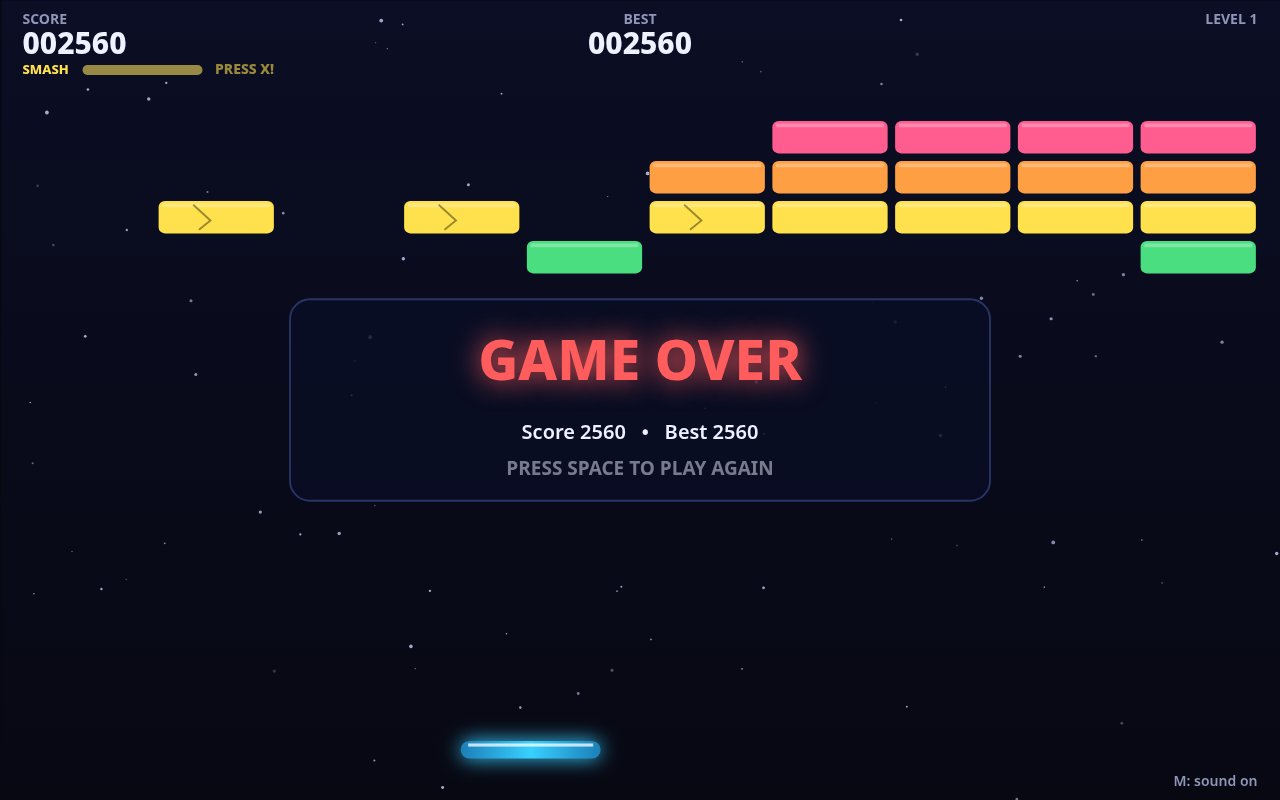 SCORE
002560
SMASH PRESS X!
BEST
002560
LEVEL 1
GAME OVER
Score 2560 • Best 2560
PRESS SPACE TO PLAY AGAIN
M: sound on